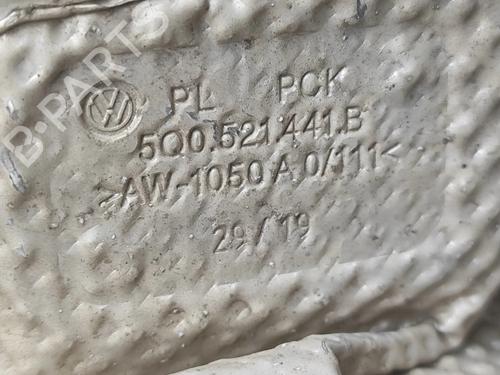 PL PCK
5Q0.521.441.B
>AW-1050 A 0/111<
29/19
B-PARTS